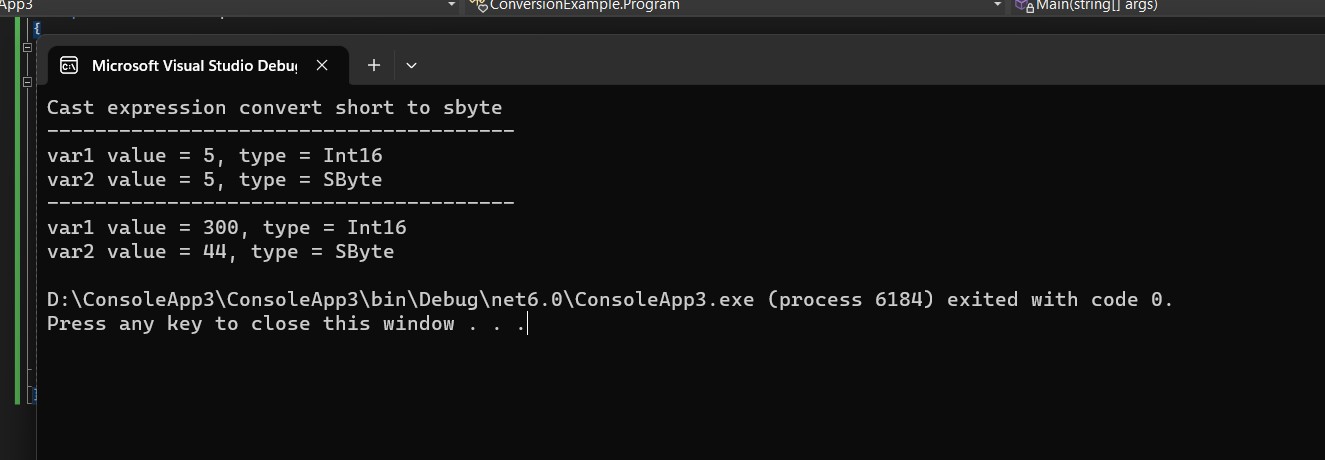 App3 ConversionExample.Program Main(string[] args)
Microsoft Visual Studio Debu
Cast expression convert short to sbyte
---------------------------------------
var1 value = 5, type = Int16
var2 value = 5, type = SByte
---------------------------------------
var1 value = 300, type = Int16
var2 value = 44, type = SByte
D:\ConsoleApp3\ConsoleApp3\bin\Debug\net6.0\ConsoleApp3.exe (process 6184) exited with code 0.
Press any key to close this window . . .